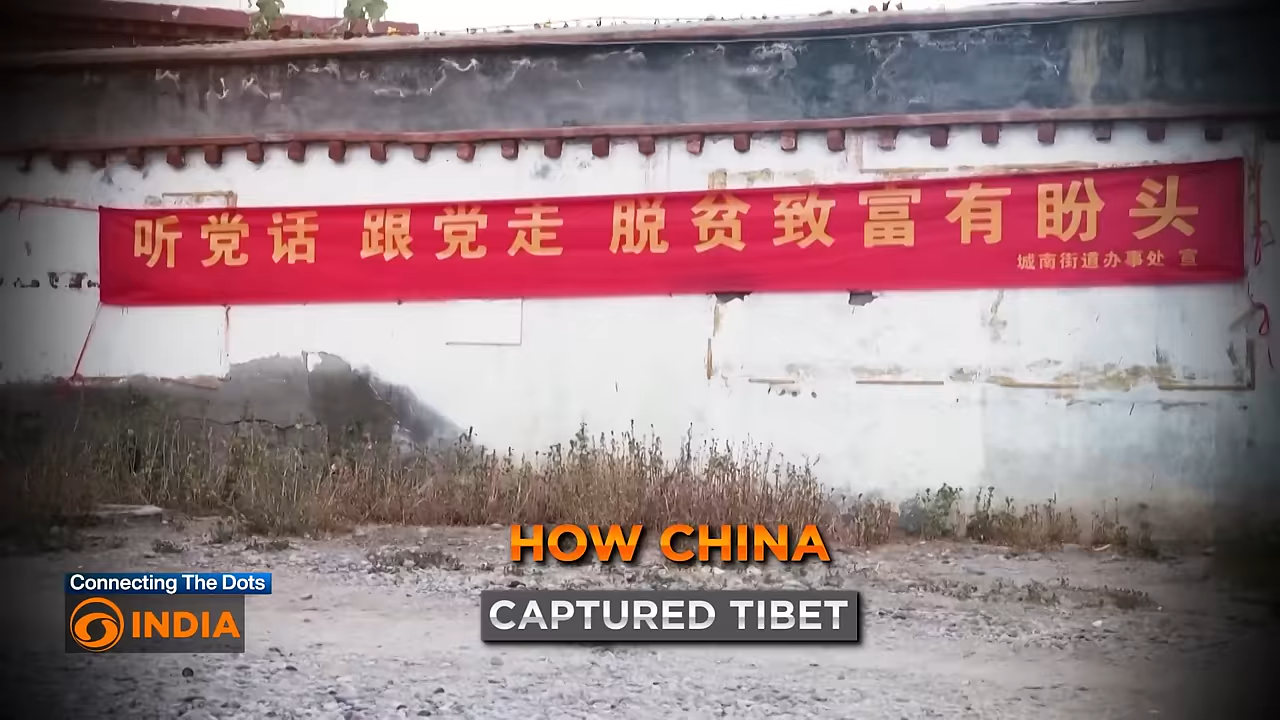 听党话 跟党走 脱贫致富有盼头
城南街道办事处 宣
HOW CHINA
CAPTURED TIBET
Connecting The Dots
INDIA